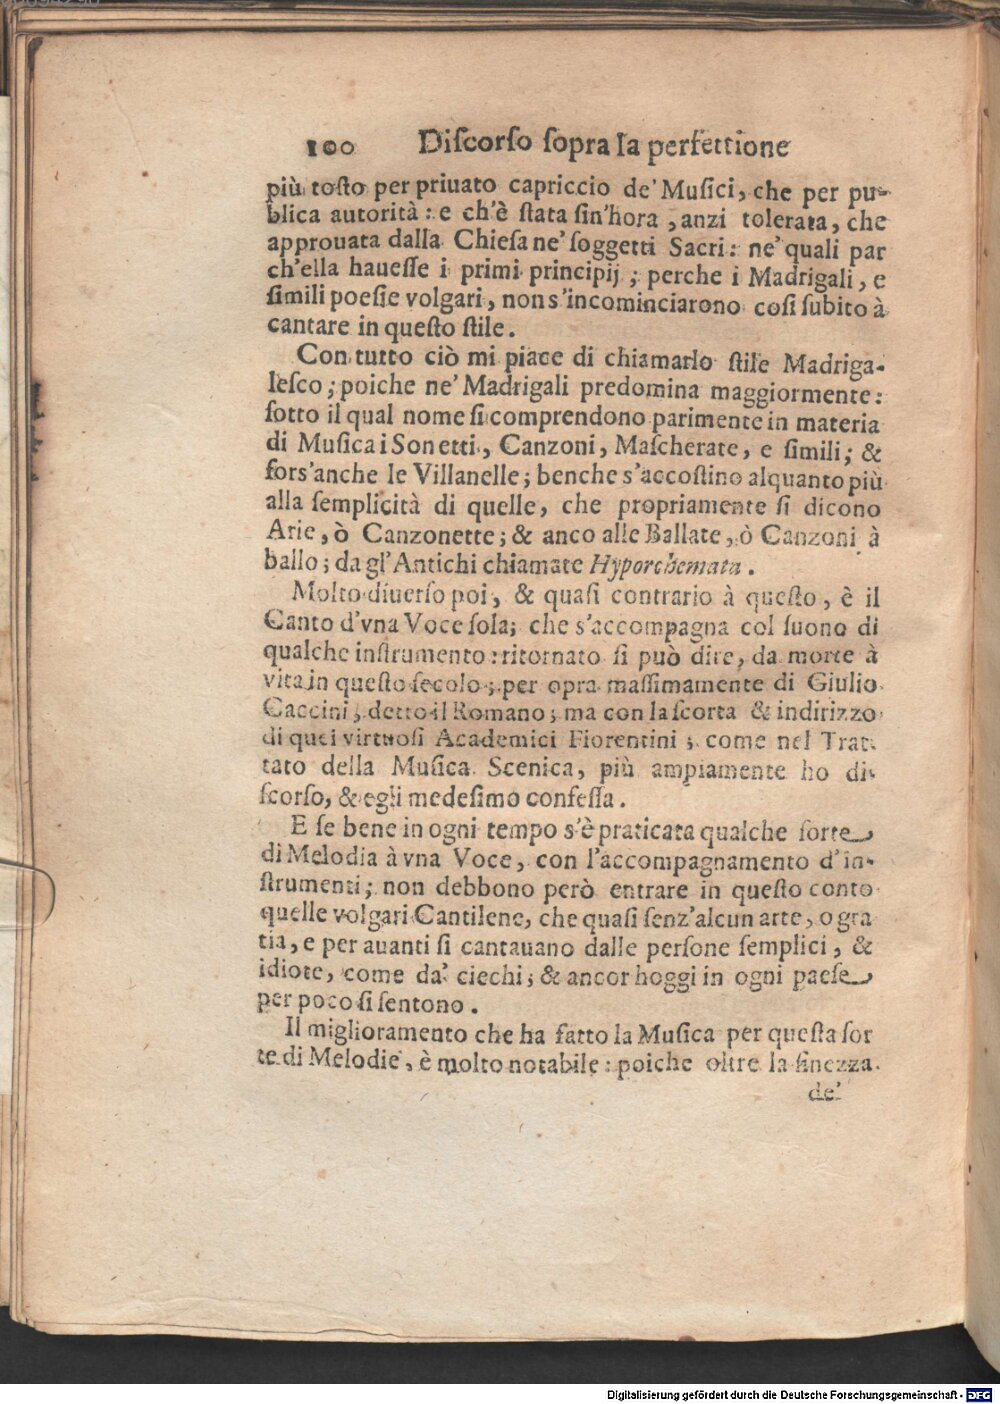 100 Diſcorſo ſopra la perfettione
più toſto per priuato capriccio de' Muſici, che per pu-
blica autorità: e ch'è ſtata ſin'hora, anzi tolerata, che
approuata dalla Chieſa ne' ſoggetti Sacri: ne' quali par
ch'ella haueſſe i primi principij; perche i Madrigali, e
ſimili poeſie volgari, non s'incominciarono coſi ſubito à
cantare in queſto ſtile.
Con tutto ciò mi piace di chiamarlo ſtile Madriga-
leſco; poiche ne' Madrigali predomina maggiormente:
ſotto il qual nome ſi comprendono parimente in materia
di Muſica i Sonetti, Canzoni, Maſcherate, e ſimili; &
fors'anche le Villanelle; benche s'accoſtino alquanto più
alla ſemplicità di quelle, che propriamente ſi dicono
Arie, ò Canzonette; & anco alle Ballate, ò Canzoni à
ballo; da gl'Antichi chiamate Hyporchemata.
Molto diuerſo poi, & quaſi contrario à queſto, è il
Canto d'vna Voce ſola; che s'accompagna col ſuono di
qualche inſtrumento: ritornato ſi può dire, da morte à
vita in queſto ſecolo; per opra maſſimamente di Giulio
Caccini, detto il Romano; ma con la ſcorta & indirizzo
di quei virtuoſi Academici Fiorentini; come nel Trat-
tato della Muſica Scenica, più ampiamente ho di-
ſcorſo, & egli medeſimo confeſſa.
E ſe bene in ogni tempo s'è praticata qualche ſorte
di Melodia à vna Voce, con l'accompagnamento d'in-
ſtrumenti; non debbono però entrare in queſto conto
quelle volgari Cantilene, che quaſi ſenz'alcun arte, o gra
tia, e per auanti ſi cantauano dalle perſone ſemplici, &
idiote, come da' ciechi; & ancor hoggi in ogni paeſe
per poco ſi ſentono.
Il miglioramento che ha fatto la Muſica per queſta ſor
te di Melodie, è molto notabile: poiche oltre la finezza
de'
Digitalisierung gefördert durch die Deutsche Forschungsgemeinschaft - DFG